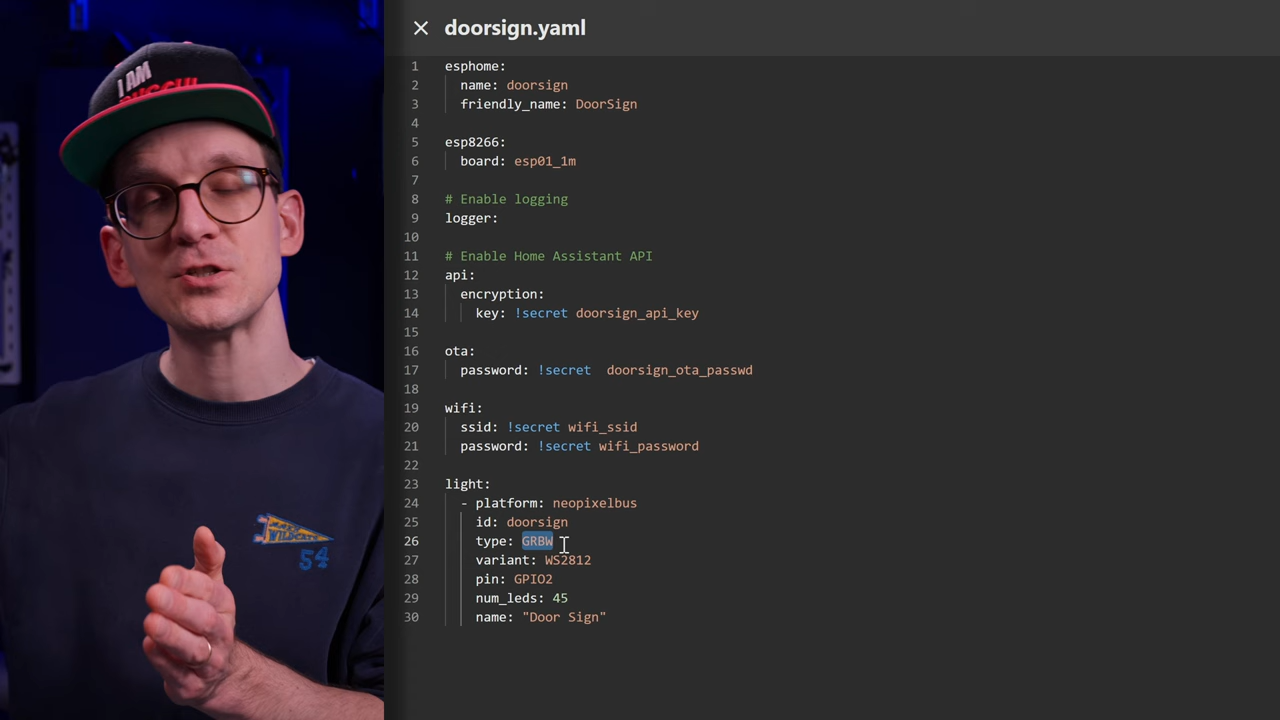 I AM
× doorsign.yaml
1 esphome:
2   name: doorsign
3   friendly_name: DoorSign
4
5 esp8266:
6   board: esp01_1m
7
8 # Enable logging
9 logger:
10
11 # Enable Home Assistant API
12 api:
13   encryption:
14     key: !secret doorsign_api_key
15
16 ota:
17   password: !secret  doorsign_ota_passwd
18
19 wifi:
20   ssid: !secret wifi_ssid
21   password: !secret wifi_password
22
23 light:
24   - platform: neopixelbus
25     id: doorsign
26     type: GRBW
27     variant: WS2812
28     pin: GPIO2
29     num_leds: 45
30     name: "Door Sign"
54